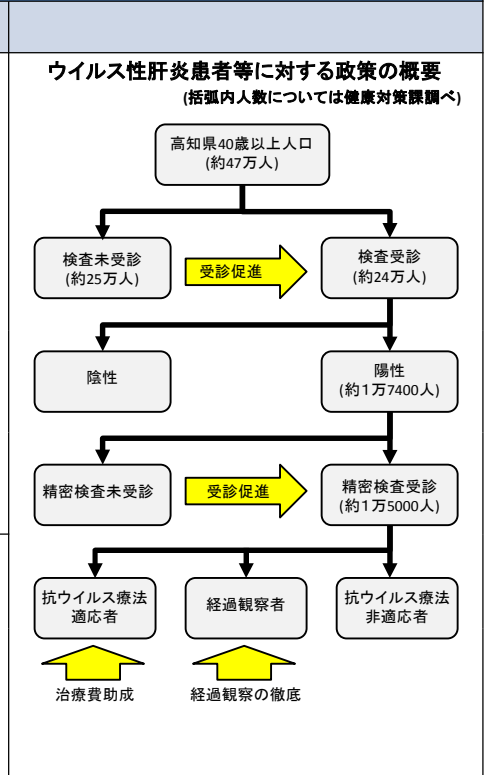 ウイルス性肝炎患者等に対する政策の概要
(括弧内人数については健康対策課調べ)
高知県40歳以上人口
(約47万人)
検査未受診
(約25万人)
受診促進
検査受診
(約24万人)
陰性
陽性
(約1万7400人)
精密検査未受診
受診促進
精密検査受診
(約1万5000人)
抗ウイルス療法
適応者
経過観察者
抗ウイルス療法
非適応者
治療費助成
経過観察の徹底